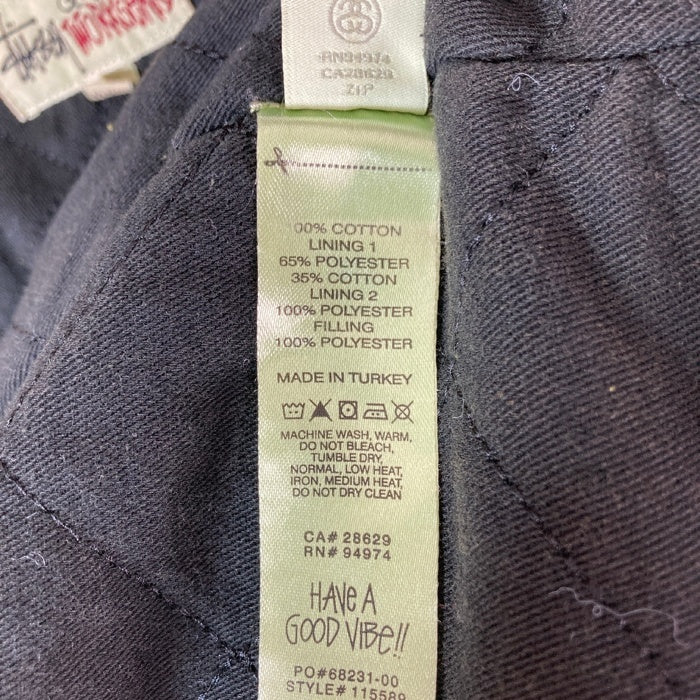 WORKGEAR
RN94974
CA28629
ZIP
100% COTTON
LINING 1
65% POLYESTER
35% COTTON
LINING 2
100% POLYESTER
FILLING
100% POLYESTER
MADE IN TURKEY
MACHINE WASH, WARM,
DO NOT BLEACH,
TUMBLE DRY,
NORMAL, LOW HEAT,
IRON, MEDIUM HEAT,
DO NOT DRY CLEAN
CA# 28629
RN# 94974
HAVE A
GOOD VIBE!!
PO#68231-00
STYLE# 115589